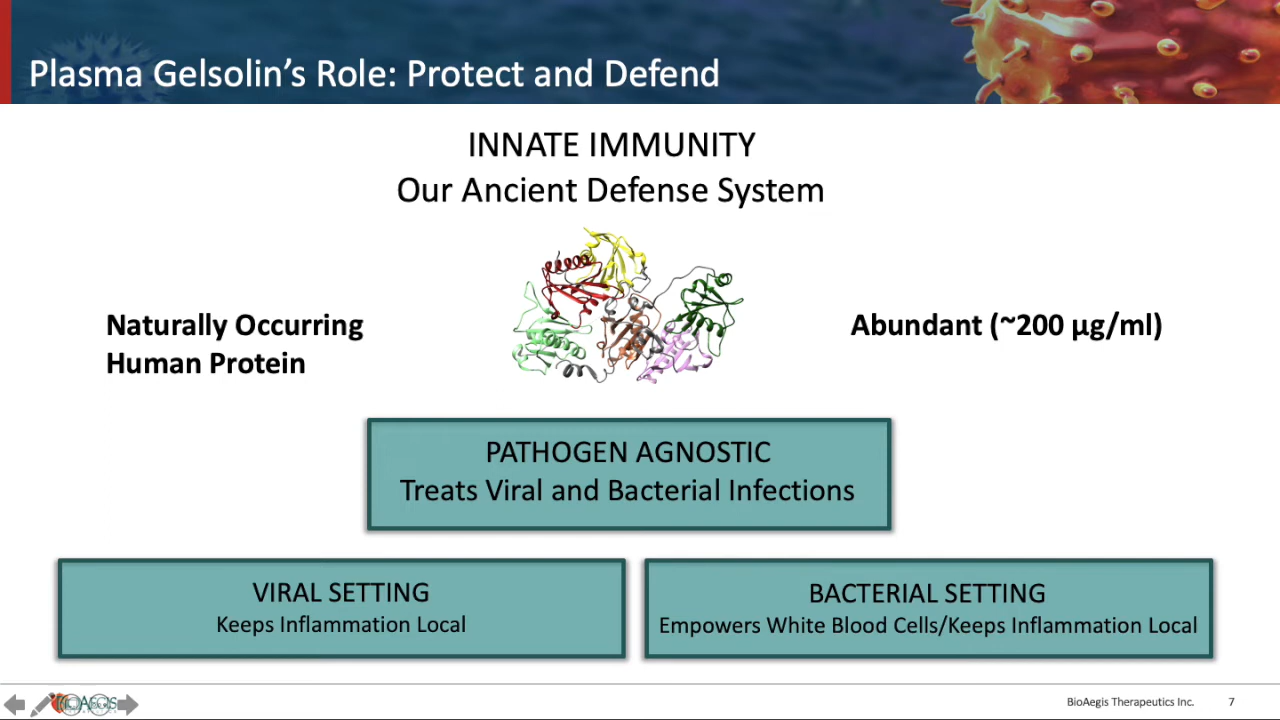 Plasma Gelsolin’s Role: Protect and Defend
INNATE IMMUNITY
Our Ancient Defense System
Naturally Occurring
Human Protein
Abundant (~200 µg/ml)
PATHOGEN AGNOSTIC
Treats Viral and Bacterial Infections
VIRAL SETTING
Keeps Inflammation Local
BACTERIAL SETTING
Empowers White Blood Cells/Keeps Inflammation Local
BioAegis Therapeutics Inc.
7